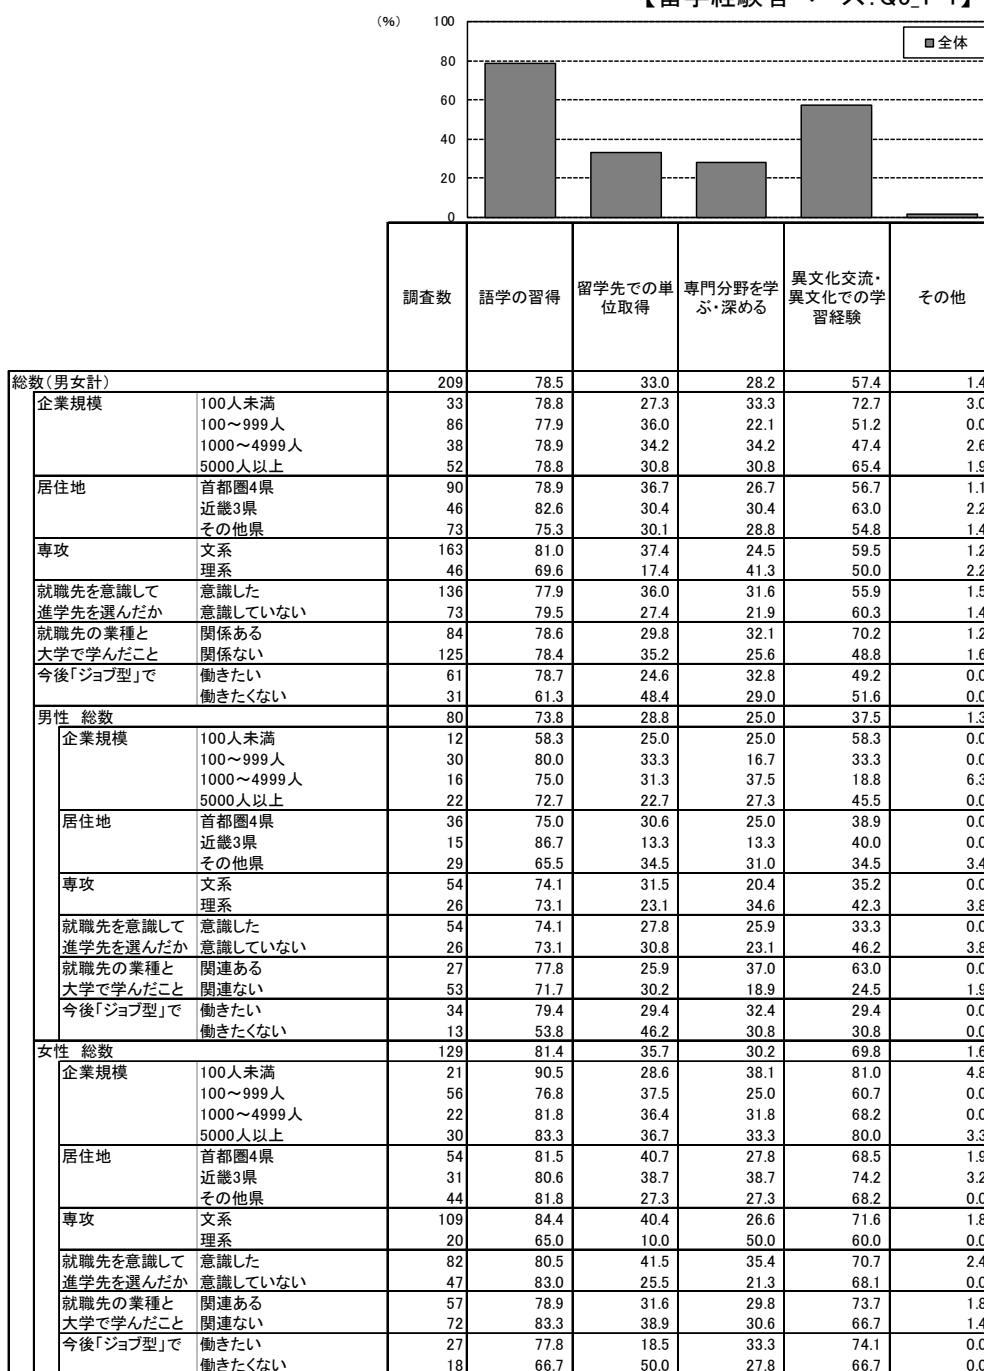 (%)
100
80
60
40
20
0
■全体
調査数 語学の習得 留学先での単位取得 専門分野を学ぶ・深める 異文化交流・異文化での学習経験 その他
総数(男女計) 209 78.5 33.0 28.2 57.4 1.4
企業規模 100人未満 33 78.8 27.3 33.3 72.7 3.0
100～999人 86 77.9 36.0 22.1 51.2 0.0
1000～4999人 38 78.9 34.2 34.2 47.4 2.6
5000人以上 52 78.8 30.8 30.8 65.4 1.9
居住地 首都圏4県 90 78.9 36.7 26.7 56.7 1.1
近畿3県 46 82.6 30.4 30.4 63.0 2.2
その他県 73 75.3 30.1 28.8 54.8 1.4
専攻 文系 163 81.0 37.4 24.5 59.5 1.2
理系 46 69.6 17.4 41.3 50.0 2.2
就職先を意識して 意識した 136 77.9 36.0 31.6 55.9 1.5
進学先を選んだか 意識していない 73 79.5 27.4 21.9 60.3 1.4
就職先の業種と 関係ある 84 78.6 29.8 32.1 70.2 1.2
大学で学んだこと 関係ない 125 78.4 35.2 25.6 48.8 1.6
今後「ジョブ型」で 働きたい 61 78.7 24.6 32.8 49.2 0.0
働きたくない 31 61.3 48.4 29.0 51.6 0.0
男性 総数 80 73.8 28.8 25.0 37.5 1.3
企業規模 100人未満 12 58.3 25.0 25.0 58.3 0.0
100～999人 30 80.0 33.3 16.7 33.3 0.0
1000～4999人 16 75.0 31.3 37.5 18.8 6.3
5000人以上 22 72.7 22.7 27.3 45.5 0.0
居住地 首都圏4県 36 75.0 30.6 25.0 38.9 0.0
近畿3県 15 86.7 13.3 13.3 40.0 0.0
その他県 29 65.5 34.5 31.0 34.5 3.4
専攻 文系 54 74.1 31.5 20.4 35.2 0.0
理系 26 73.1 23.1 34.6 42.3 3.8
就職先を意識して 意識した 54 74.1 27.8 25.9 33.3 0.0
進学先を選んだか 意識していない 26 73.1 30.8 23.1 46.2 3.8
就職先の業種と 関連ある 27 77.8 25.9 37.0 63.0 0.0
大学で学んだこと 関連ない 53 71.7 30.2 18.9 24.5 1.9
今後「ジョブ型」で 働きたい 34 79.4 29.4 32.4 29.4 0.0
働きたくない 13 53.8 46.2 30.8 30.8 0.0
女性 総数 129 81.4 35.7 30.2 69.8 1.6
企業規模 100人未満 21 90.5 28.6 38.1 81.0 4.8
100～999人 56 76.8 37.5 25.0 60.7 0.0
1000～4999人 22 81.8 36.4 31.8 68.2 0.0
5000人以上 30 83.3 36.7 33.3 80.0 3.3
居住地 首都圏4県 54 81.5 40.7 27.8 68.5 1.9
近畿3県 31 80.6 38.7 38.7 74.2 3.2
その他県 44 81.8 27.3 27.3 68.2 0.0
専攻 文系 109 84.4 40.4 26.6 71.6 1.8
理系 20 65.0 10.0 50.0 60.0 0.0
就職先を意識して 意識した 82 80.5 41.5 35.4 70.7 2.4
進学先を選んだか 意識していない 47 83.0 25.5 21.3 68.1 0.0
就職先の業種と 関連ある 57 78.9 31.6 29.8 73.7 1.8
大学で学んだこと 関連ない 72 83.3 38.9 30.6 66.7 1.4
今後「ジョブ型」で 働きたい 27 77.8 18.5 33.3 74.1 0.0
働きたくない 18 66.7 50.0 27.8 66.7 0.0